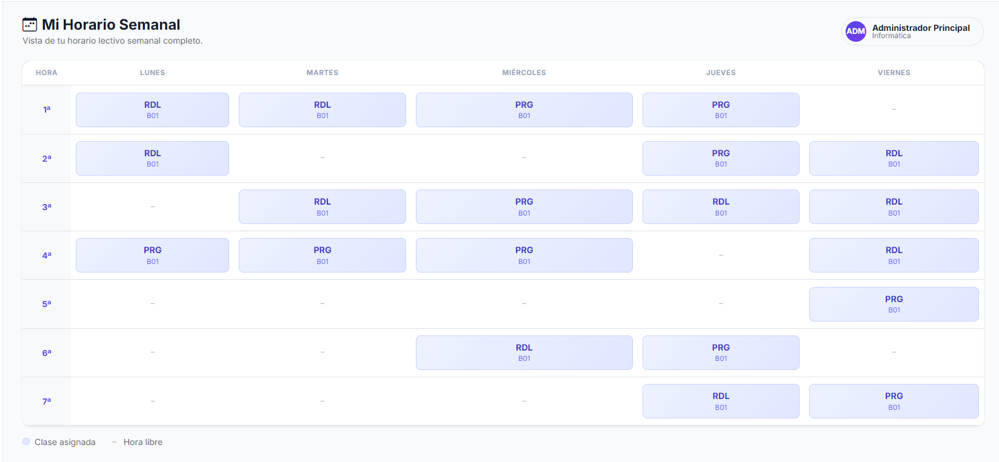 Mi Horario Semanal
Vista de tu horario lectivo semanal completo.
ADM
Administrador Principal
Informática
HORA LUNES MARTES MIÉRCOLES JUEVES VIERNES
1ª RDL RDL PRG PRG –
B01 B01 B01 B01
2ª RDL – – PRG RDL
B01 B01 B01
3ª – RDL PRG RDL RDL
B01 B01 B01 B01
4ª PRG PRG PRG – RDL
B01 B01 B01 B01
5ª – – – – PRG
B01
6ª – – RDL PRG –
B01 B01
7ª – – – RDL PRG
B01 B01
Clase asignada – Hora libre